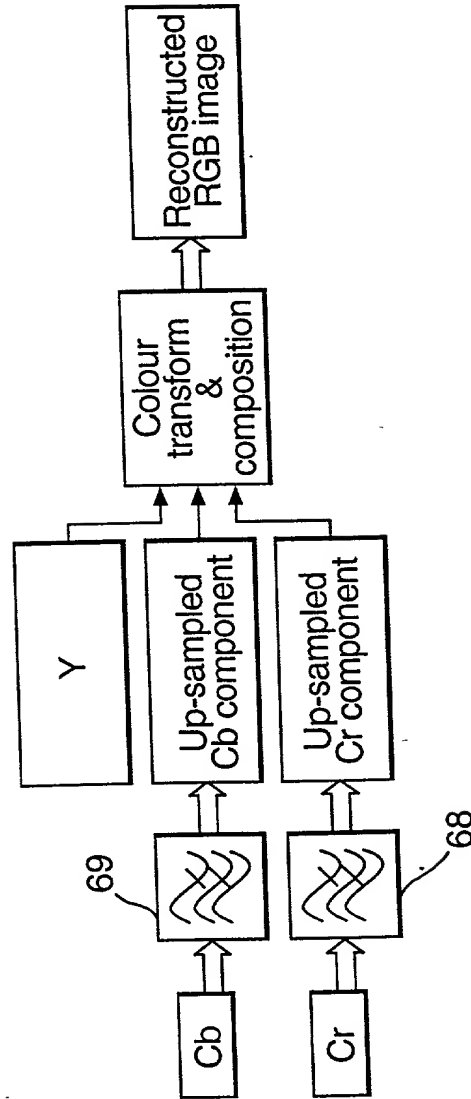 Cb
Cr
69
68
Y
Up-sampled
Cb component
Up-sampled
Cr component
Colour
transform
&
composition
Reconstructed
RGB image